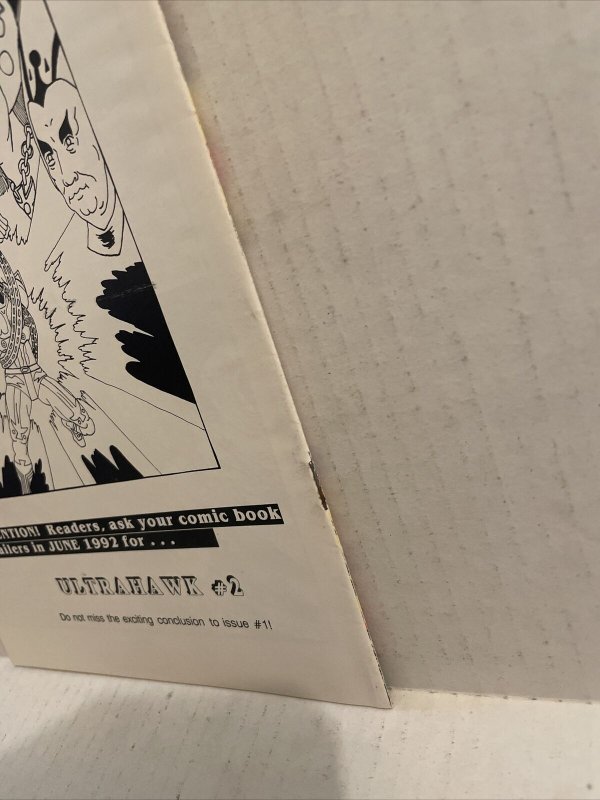 NTION! Readers, ask your comic book
ailers in JUNE 1992 for . . .
ULTRAHAWK #2
Do not miss the exciting conclusion to issue #1!